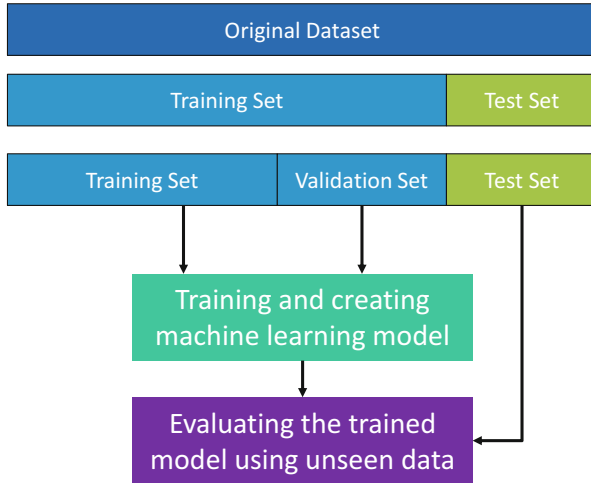 Original Dataset
Training Set
Test Set
Training Set
Validation Set
Test Set
Training and creating
machine learning model
Evaluating the trained
model using unseen data